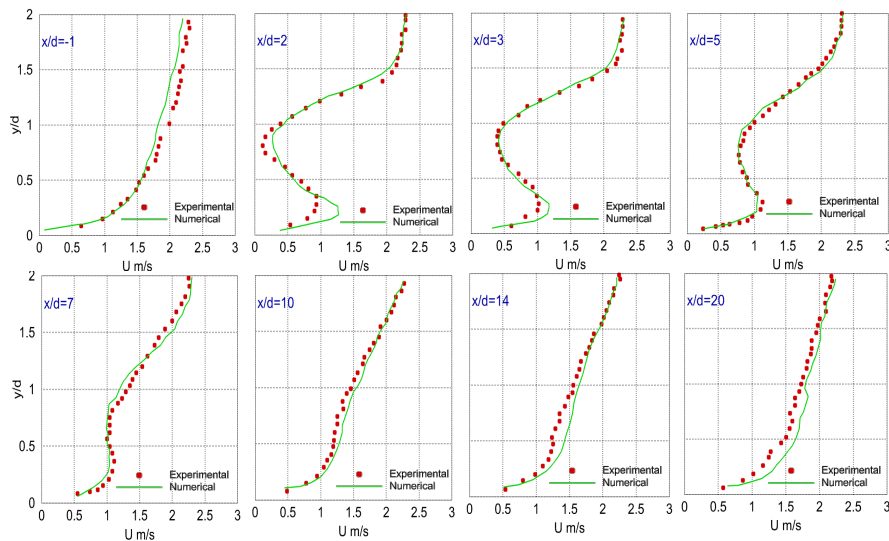 2
1.5
1
0.5
0
y/d
x/d=-1
Experimental
Numerical
0 0.5 1 1.5 2 2.5 3
U m/s
x/d=2
Experimental
Numerical
0 0.5 1 1.5 2 2.5 3
U m/s
x/d=3
Experimental
Numerical
0 0.5 1 1.5 2 2.5 3
U m/s
x/d=5
Experimental
Numerical
0 0.5 1 1.5 2 2.5 3
U m/s
2
1.5
1
0.5
0
y/d
x/d=7
Experimental
Numerical
0 0.5 1 1.5 2 2.5 3
U m/s
x/d=10
Experimental
Numerical
0 0.5 1 1.5 2 2.5 3
U m/s
x/d=14
Experimental
Numerical
0 0.5 1 1.5 2 2.5 3
U m/s
x/d=20
Experimental
Numerical
0 0.5 1 1.5 2 2.5 3
U m/s